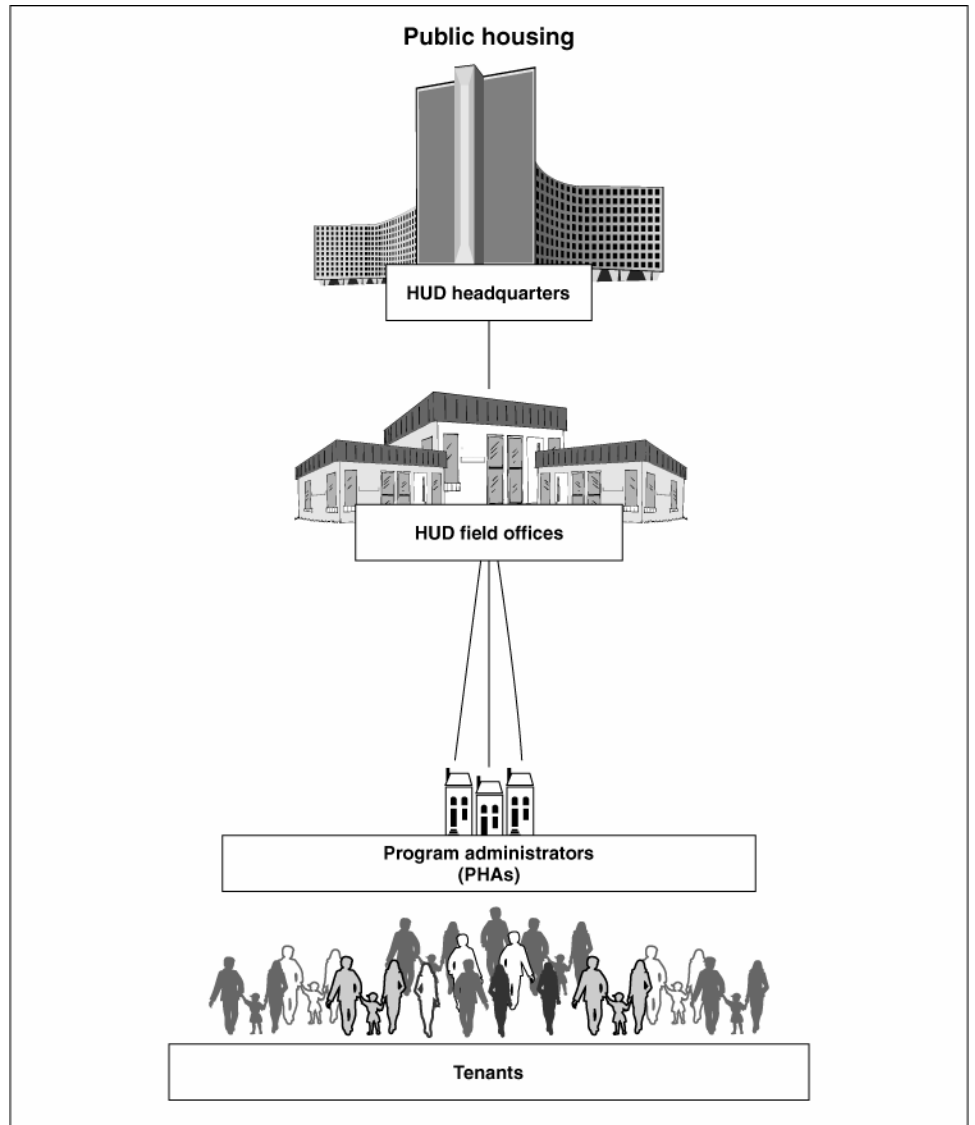 Public housing
HUD headquarters
HUD field offices
Program administrators
(PHAs)
Tenants